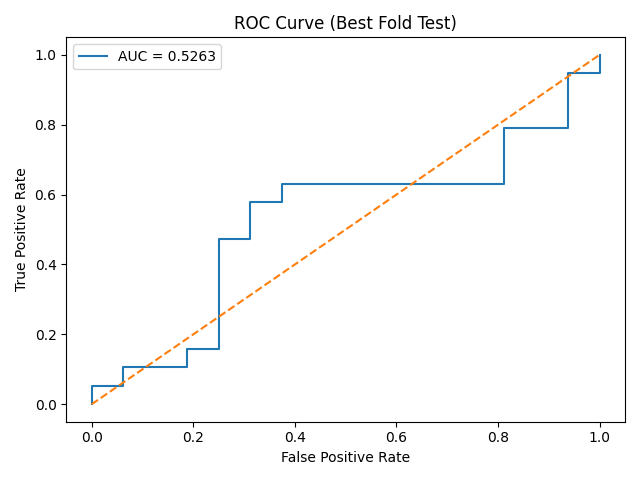 ROC Curve (Best Fold Test)
AUC = 0.5263
True Positive Rate
1.0
0.8
0.6
0.4
0.2
0.0
0.0 0.2 0.4 0.6 0.8 1.0
False Positive Rate